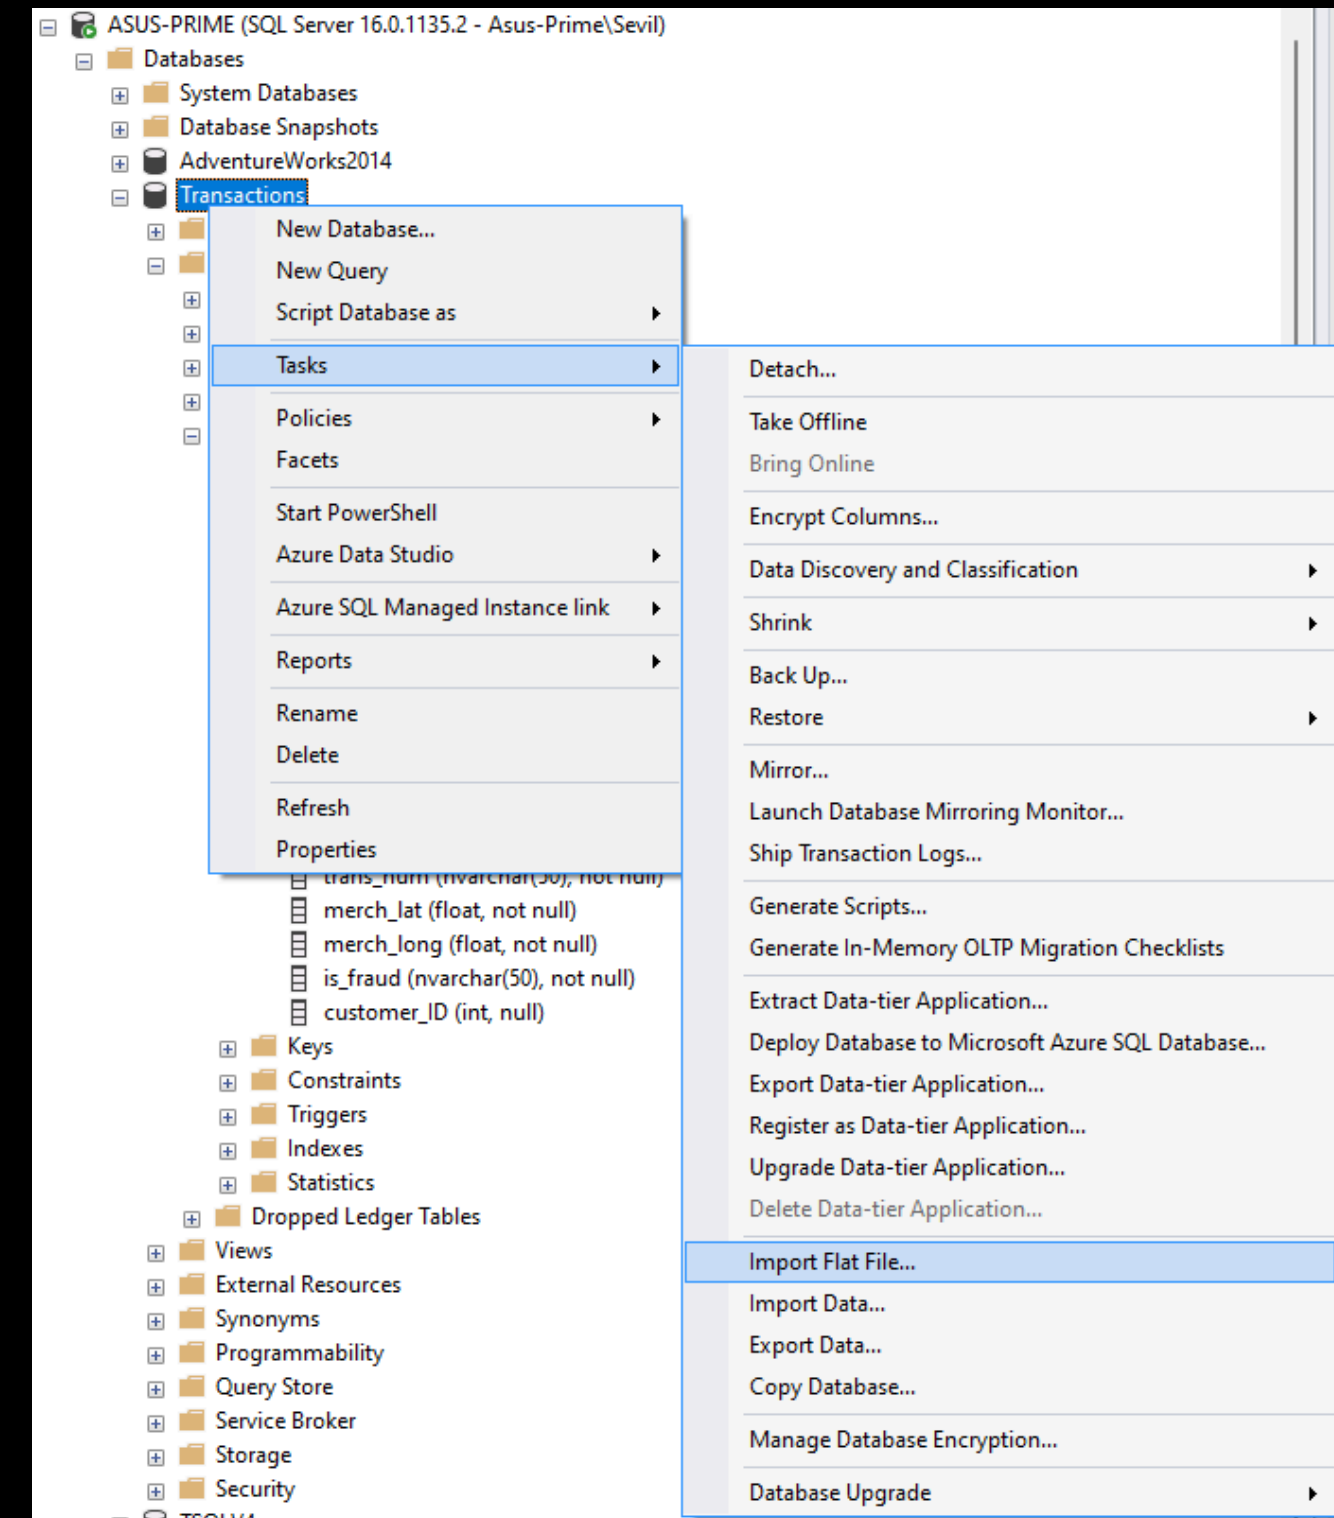 ASUS-PRIME (SQL Server 16.0.1135.2 - Asus-Prime\Sevil)
Databases
System Databases
Database Snapshots
AdventureWorks2014
Transactions
New Database...
New Query
Script Database as
Tasks
Policies
Facets
Start PowerShell
Azure Data Studio
Azure SQL Managed Instance link
Reports
Rename
Delete
Refresh
Properties
Detach...
Take Offline
Bring Online
Encrypt Columns...
Data Discovery and Classification
Shrink
Back Up...
Restore
Mirror...
Launch Database Mirroring Monitor...
Ship Transaction Logs...
Generate Scripts...
Generate In-Memory OLTP Migration Checklists
Extract Data-tier Application...
Deploy Database to Microsoft Azure SQL Database...
Export Data-tier Application...
Register as Data-tier Application...
Upgrade Data-tier Application...
Delete Data-tier Application...
Import Flat File...
Import Data...
Export Data...
Copy Database...
Manage Database Encryption...
Database Upgrade
trans_num (nvarchar(50), not null)
merch_lat (float, not null)
merch_long (float, not null)
is_fraud (nvarchar(50), not null)
customer_ID (int, null)
Keys
Constraints
Triggers
Indexes
Statistics
Dropped Ledger Tables
Views
External Resources
Synonyms
Programmability
Query Store
Service Broker
Storage
Security